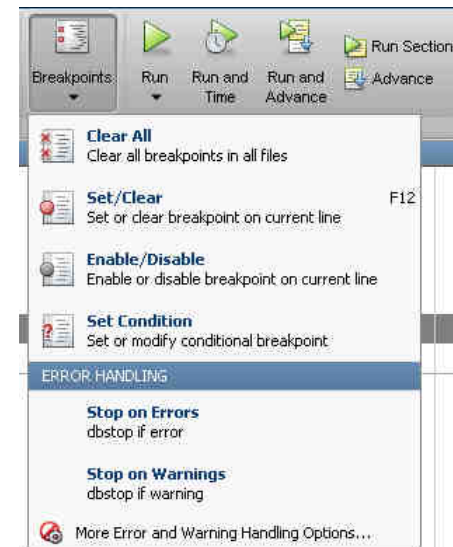 Breakpoints
Run
Run and Time
Run and Advance
Run Section
Advance
Clear All
Clear all breakpoints in all files
Set/Clear F12
Set or clear breakpoint on current line
Enable/Disable
Enable or disable breakpoint on current line
Set Condition
Set or modify conditional breakpoint
ERROR HANDLING
Stop on Errors
dbstop if error
Stop on Warnings
dbstop if warning
More Error and Warning Handling Options...